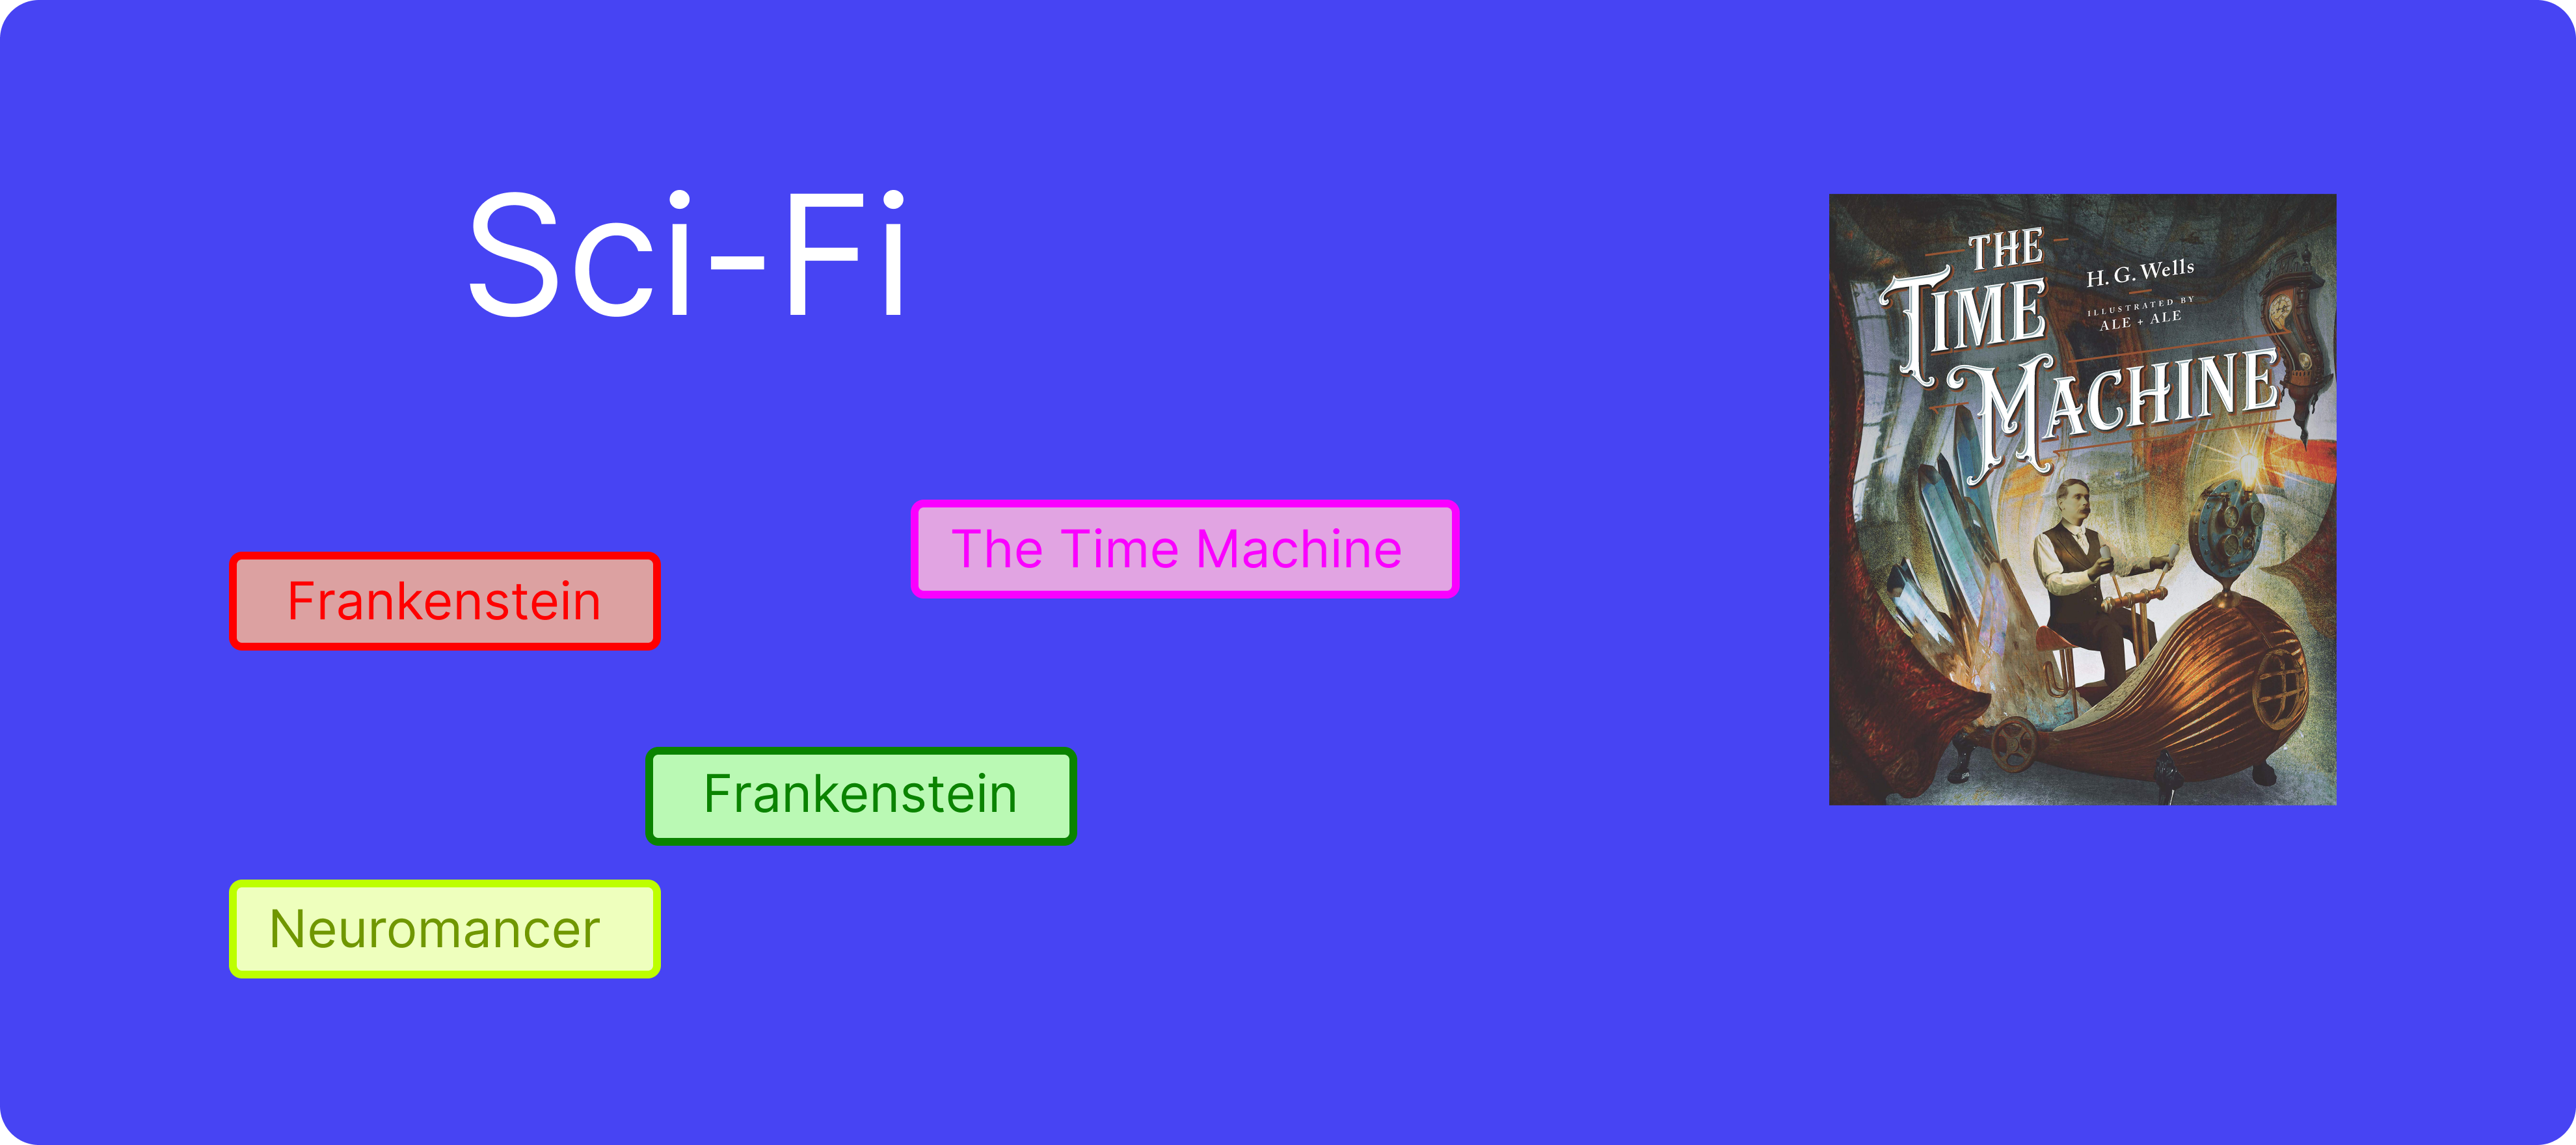 Sci-Fi
The Time Machine
Frankenstein
Frankenstein
Neuromancer
THE
TIME
MACHINE
H. G. Wells
ILLUSTRATED BY
ALE + ALE